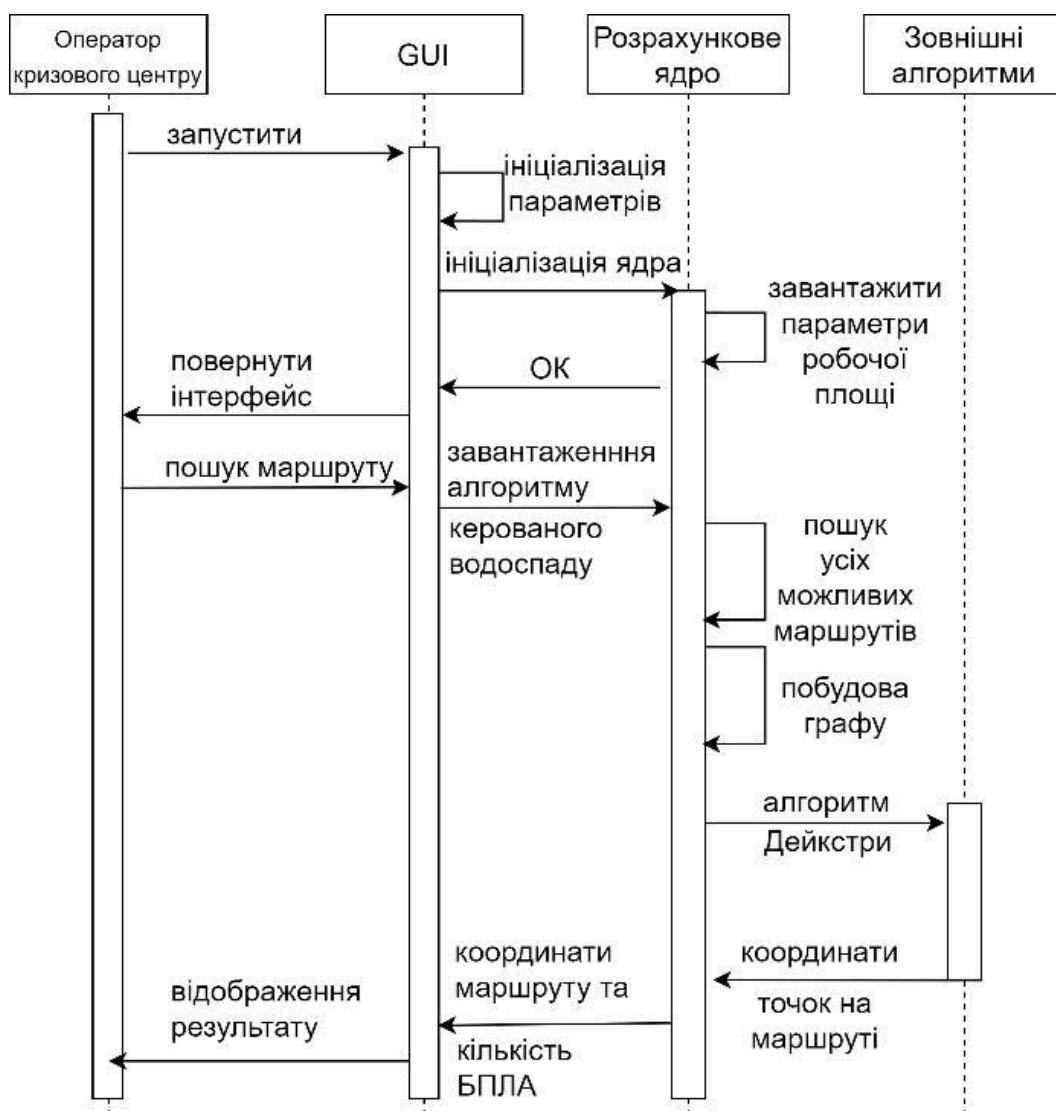 Оператор
кризового центру
GUI
Розрахункове
ядро
Зовнішні
алгоритми
запустити
ініціалізація
параметрів
ініціалізація ядра
завантажити
параметри
робочої
площі
ОК
повернути
інтерфейс
пошук маршруту
завантаженння
алгоритму
керованого
водоспаду
пошук
усіх
можливих
маршрутів
побудова
графу
алгоритм
Дейкстри
координати
точок на
маршруті
координати
маршруту та
кількість
БПЛА
відображення
результату